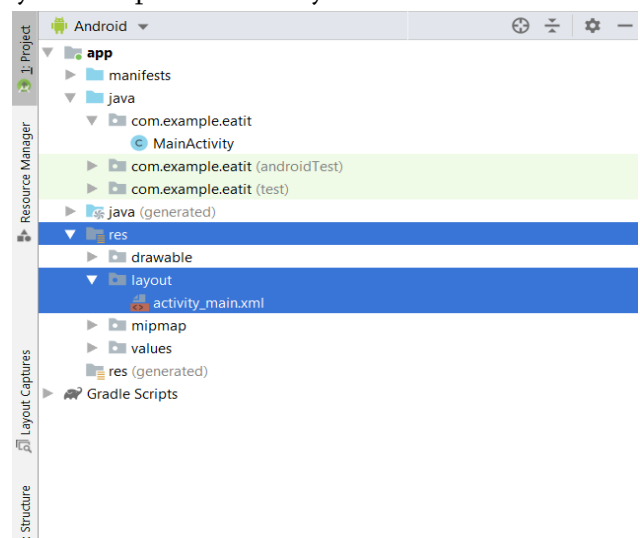 Android
app
manifests
java
com.example.eatit
MainActivity
com.example.eatit (androidTest)
com.example.eatit (test)
java (generated)
res
drawable
layout
activity_main.xml
mipmap
values
res (generated)
Gradle Scripts
1: Project
Resource Manager
Layout Captures
Structure